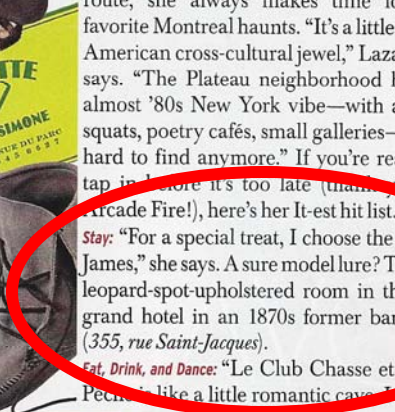 TTE
SIMONE
RUE DU PARC
route, she always makes time
favorite Montreal haunts. “It’s a little
American cross-cultural jewel,” Laza
says. “The Plateau neighborhood
almost ’80s New York vibe—with a
squats, poetry cafés, small galleries—
hard to find anymore.” If you’re re
tap in before it’s too late (thank
Arcade Fire!), here’s her It-est hit list.
Stay: “For a special treat, I choose the
James,” she says. A sure model lure? T
leopard-spot-upholstered room in th
grand hotel in an 1870s former ban
(355, rue Saint-Jacques).
Eat, Drink, and Dance: “Le Club Chasse et
Peche is like a little romantic cave. I